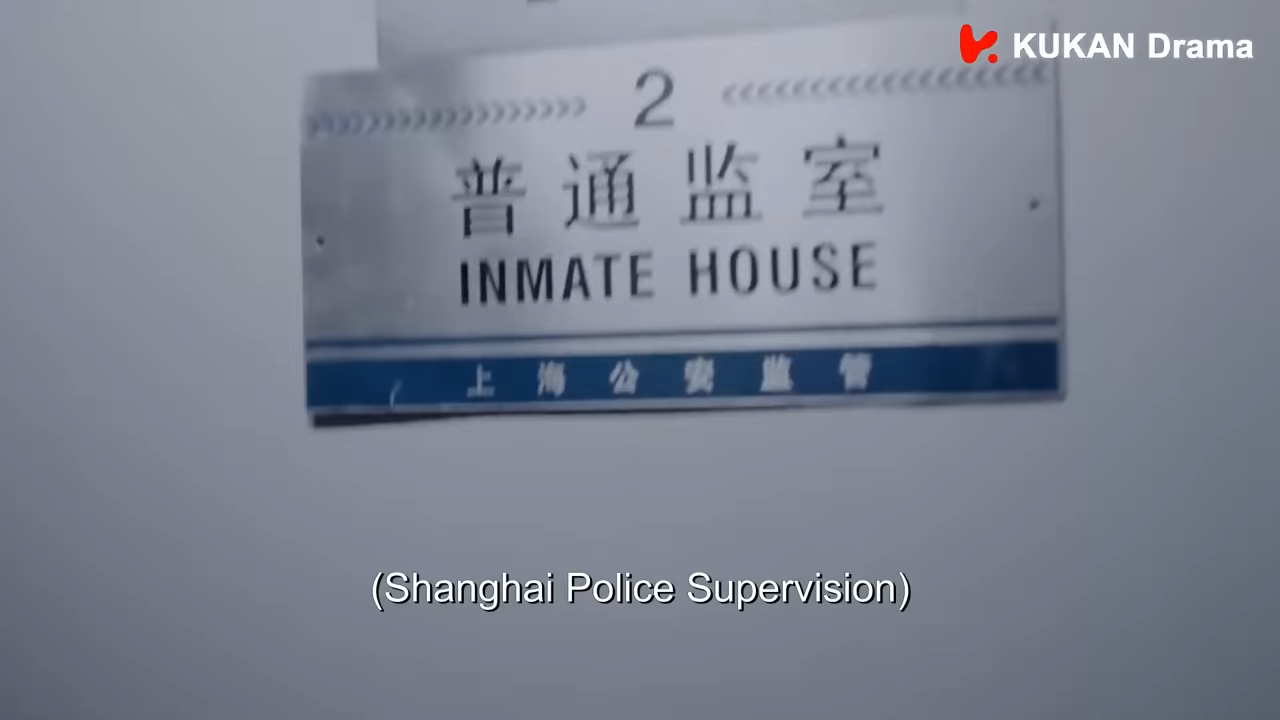 KUKAN Drama
2
普通监室
INMATE HOUSE
上海公安监管
(Shanghai Police Supervision)